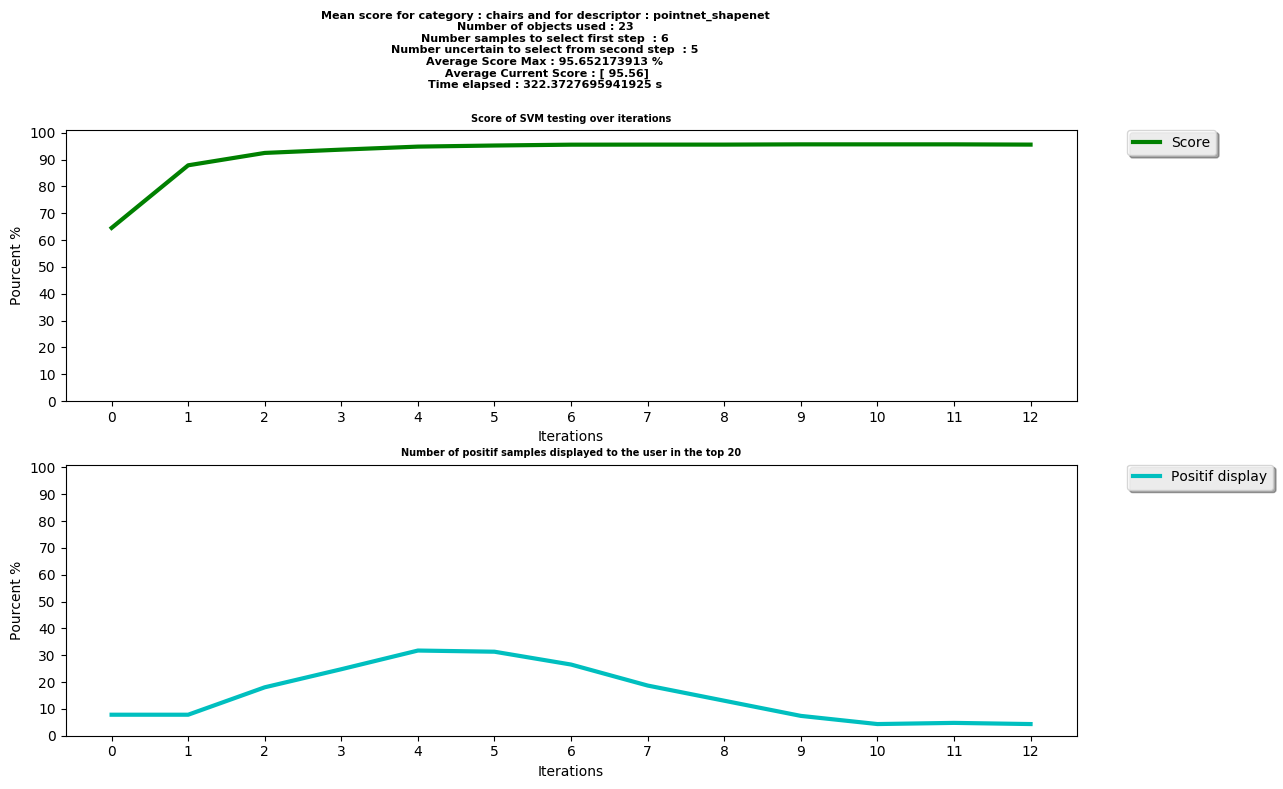 Mean score for category : chairs and for descriptor : pointnet_shapenet
Number of objects used : 23
Number samples to select first step  : 6
Number uncertain to select from second step  : 5
Average Score Max : 95.652173913 %
Average Current Score : [ 95.56]
Time elapsed : 322.3727695941925 s
Score of SVM testing over iterations
100
90
80
70
60
50
40
30
20
10
0
Pourcent %
0 1 2 3 4 5 6 7 8 9 10 11 12
Iterations
Score
Number of positif samples displayed to the user in the top 20
100
90
80
70
60
50
40
30
20
10
0
Pourcent %
0 1 2 3 4 5 6 7 8 9 10 11 12
Iterations
Positif display